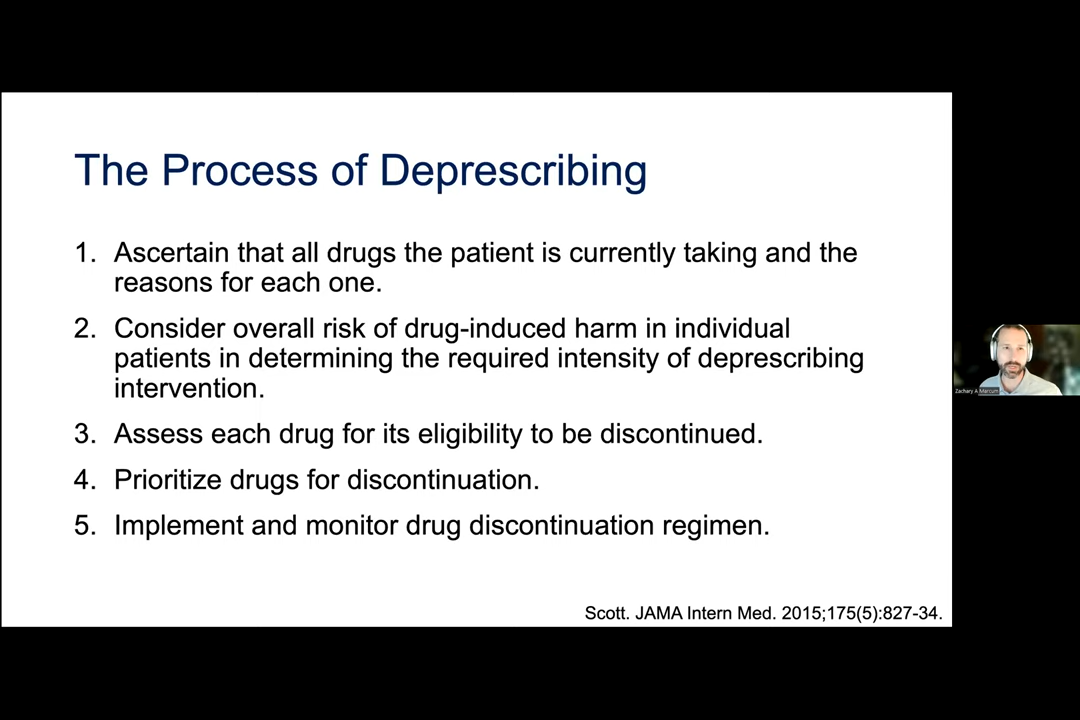 The Process of Deprescribing
1. Ascertain that all drugs the patient is currently taking and the
reasons for each one.
2. Consider overall risk of drug-induced harm in individual
patients in determining the required intensity of deprescribing
intervention.
3. Assess each drug for its eligibility to be discontinued.
4. Prioritize drugs for discontinuation.
5. Implement and monitor drug discontinuation regimen.
Scott. JAMA Intern Med. 2015;175(5):827-34.
Zachary A Marcum